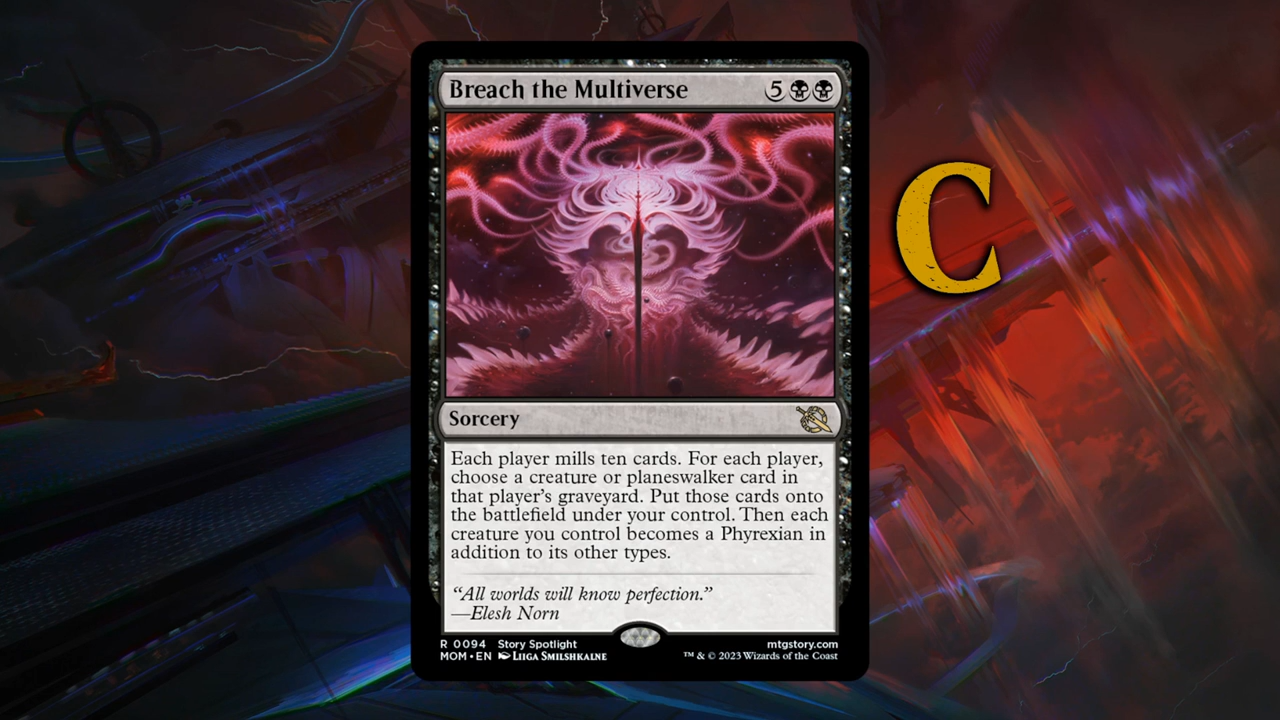 Breach the Multiverse 5
C
Sorcery
Each player mills ten cards. For each player,
choose a creature or planeswalker card in
that player's graveyard. Put those cards onto
the battlefield under your control. Then each
creature you control becomes a Phyrexian in
addition to its other types.
“All worlds will know perfection.”
—Elesh Norn
R 0094 Story Spotlight mtgstory.com
MOM • EN LIIGA SMILSHKALNE ™ & © 2023 Wizards of the Coast